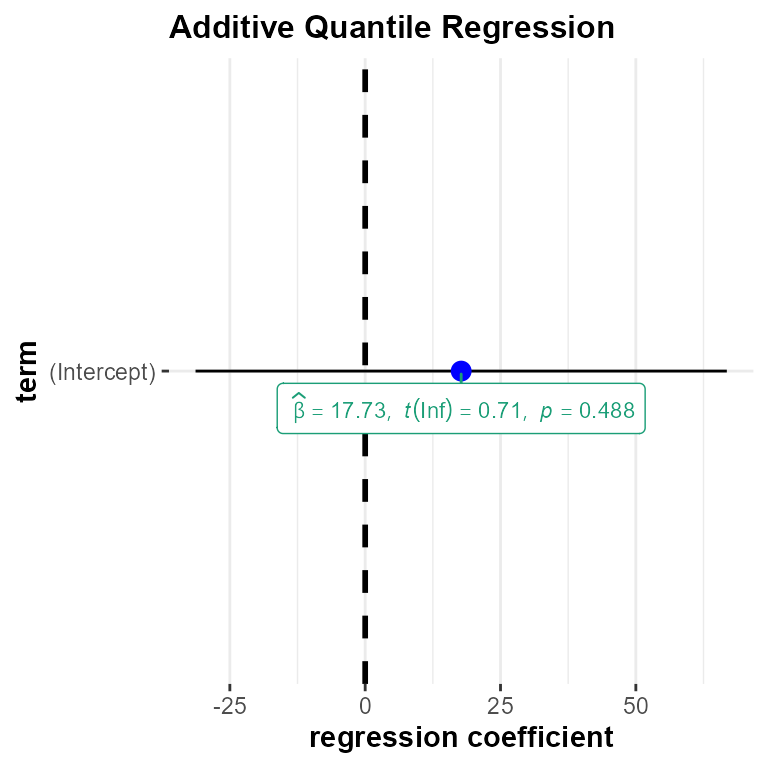 Additive Quantile Regression
term
(Intercept)
β̂ = 17.73, t(Inf) = 0.71, p = 0.488
-25 0 25 50
regression coefficient